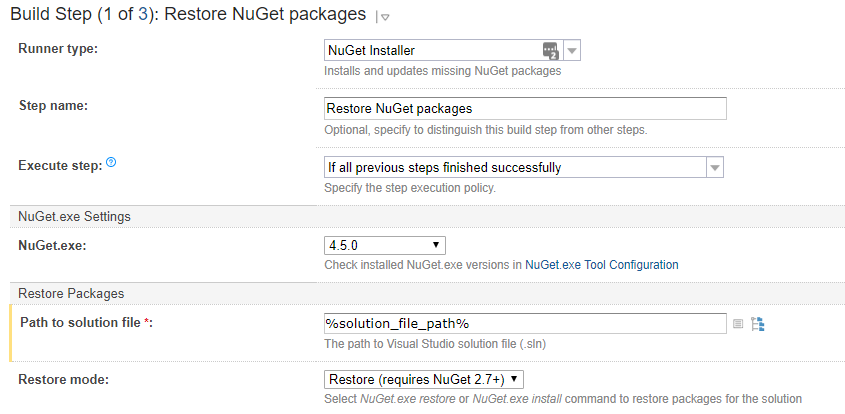 Build Step (1 of 3): Restore NuGet packages
Runner type: NuGet Installer
2
Installs and updates missing NuGet packages
Step name: Restore NuGet packages
Optional, specify to distinguish this build step from other steps.
Execute step: ? If all previous steps finished successfully
Specify the step execution policy.
NuGet.exe Settings
NuGet.exe: 4.5.0
Check installed NuGet.exe versions in NuGet.exe Tool Configuration
Restore Packages
Path to solution file *: %solution_file_path%
The path to Visual Studio solution file (.sln)
Restore mode: Restore (requires NuGet 2.7+)
Select NuGet.exe restore or NuGet.exe install command to restore packages for the solution